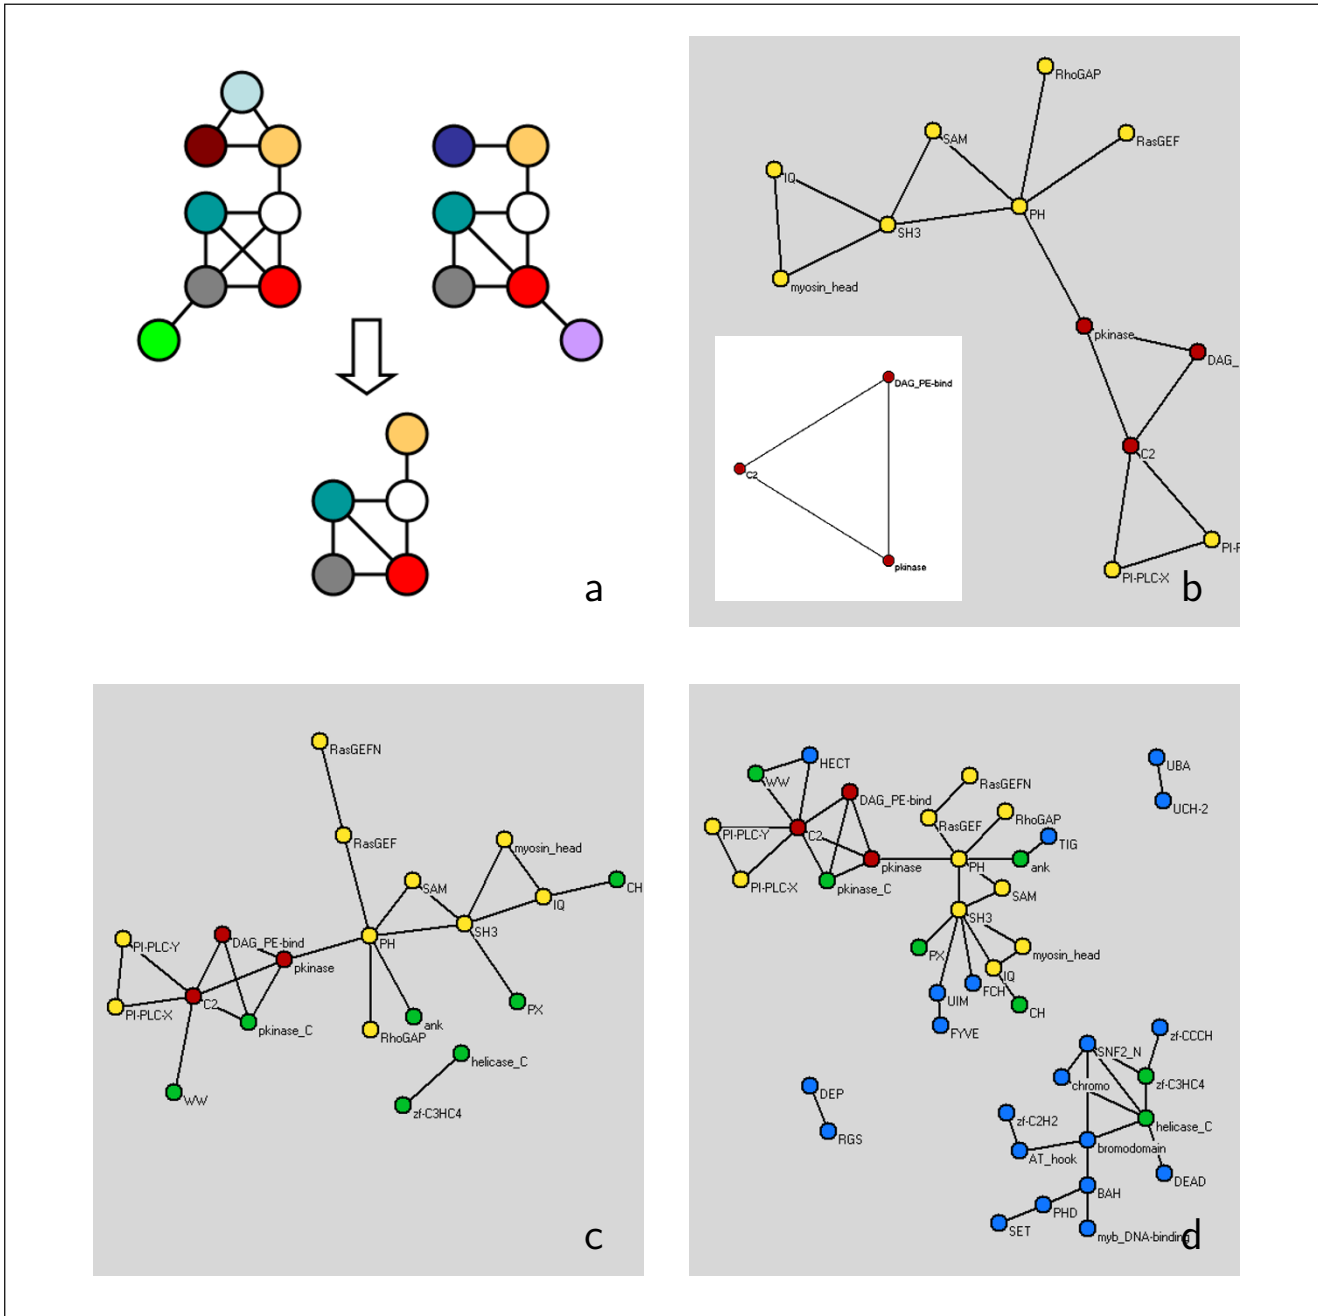 a
RhoGAP
SAM
RasGEF
IQ
PH
SH3
myosin_head
pkinase
DAG_
DAG_PE-bind
C2
C2
pkinase
PI-P
PI-PLC-X
b
RasGEFN
RasGEF
myosin_head
SAM
CH
IQ
SH3
PH
DAG_PE-bind
PI-PLC-Y
pkinase
C2
PX
PI-PLC-X
ank
pkinase_C
RhoGAP
helicase_C
WW
zf-C3HC4
c
HECT
UBA
WW
RasGEFN
DAG_PE-bind
UCH-2
RhoGAP
RasGEF
PI-PLC-Y
C2
TIG
pkinase
PH
ank
PI-PLC-X
pkinase_C
SAM
SH3
PX
myosin_head
IQ
FCH
UIM
CH
FYVE
zf-CCCH
SNF2_N
chromo
zf-C3HC4
DEP
zf-C2H2
helicase_C
RGS
bromodomain
AT_hook
DEAD
BAH
PHD
SET
myb_DNA-binding
d